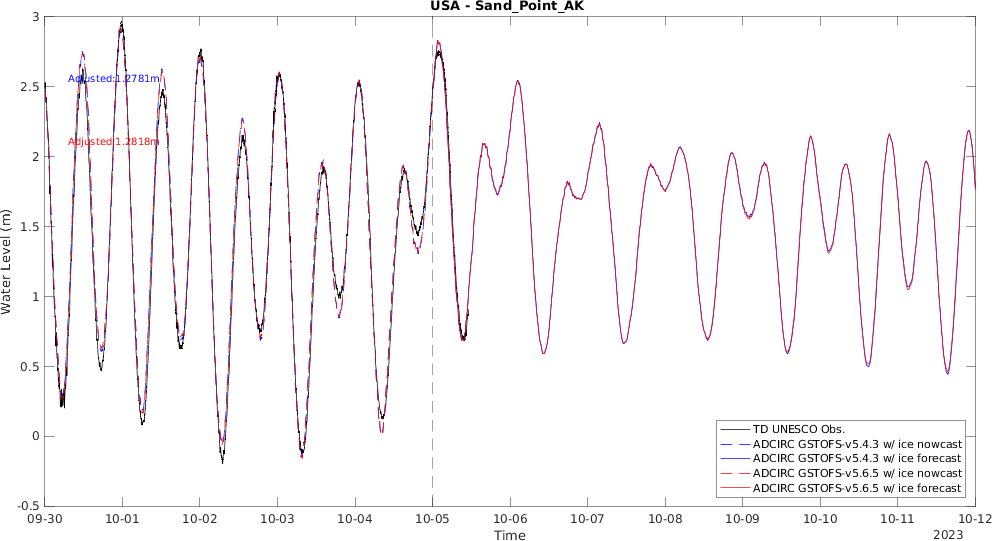 USA - Sand_Point_AK
3
2.5
2
1.5
1
0.5
0
-0.5
Water Level (m)
Adjusted:1.2781m
Adjusted:1.2818m
TD UNESCO Obs.
ADCIRC GSTOFS-v5.4.3 w/ ice nowcast
ADCIRC GSTOFS-v5.4.3 w/ ice forecast
ADCIRC GSTOFS-v5.6.5 w/ ice nowcast
ADCIRC GSTOFS-v5.6.5 w/ ice forecast
09-30 10-01 10-02 10-03 10-04 10-05 10-06 10-07 10-08 10-09 10-10 10-11 10-12
Time
2023